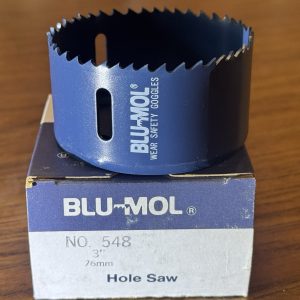 BLU-MOL®
WEAR SAFETY GOGGLES
BLU-MOL®
NO. 548
3"
76mm
Hole Saw